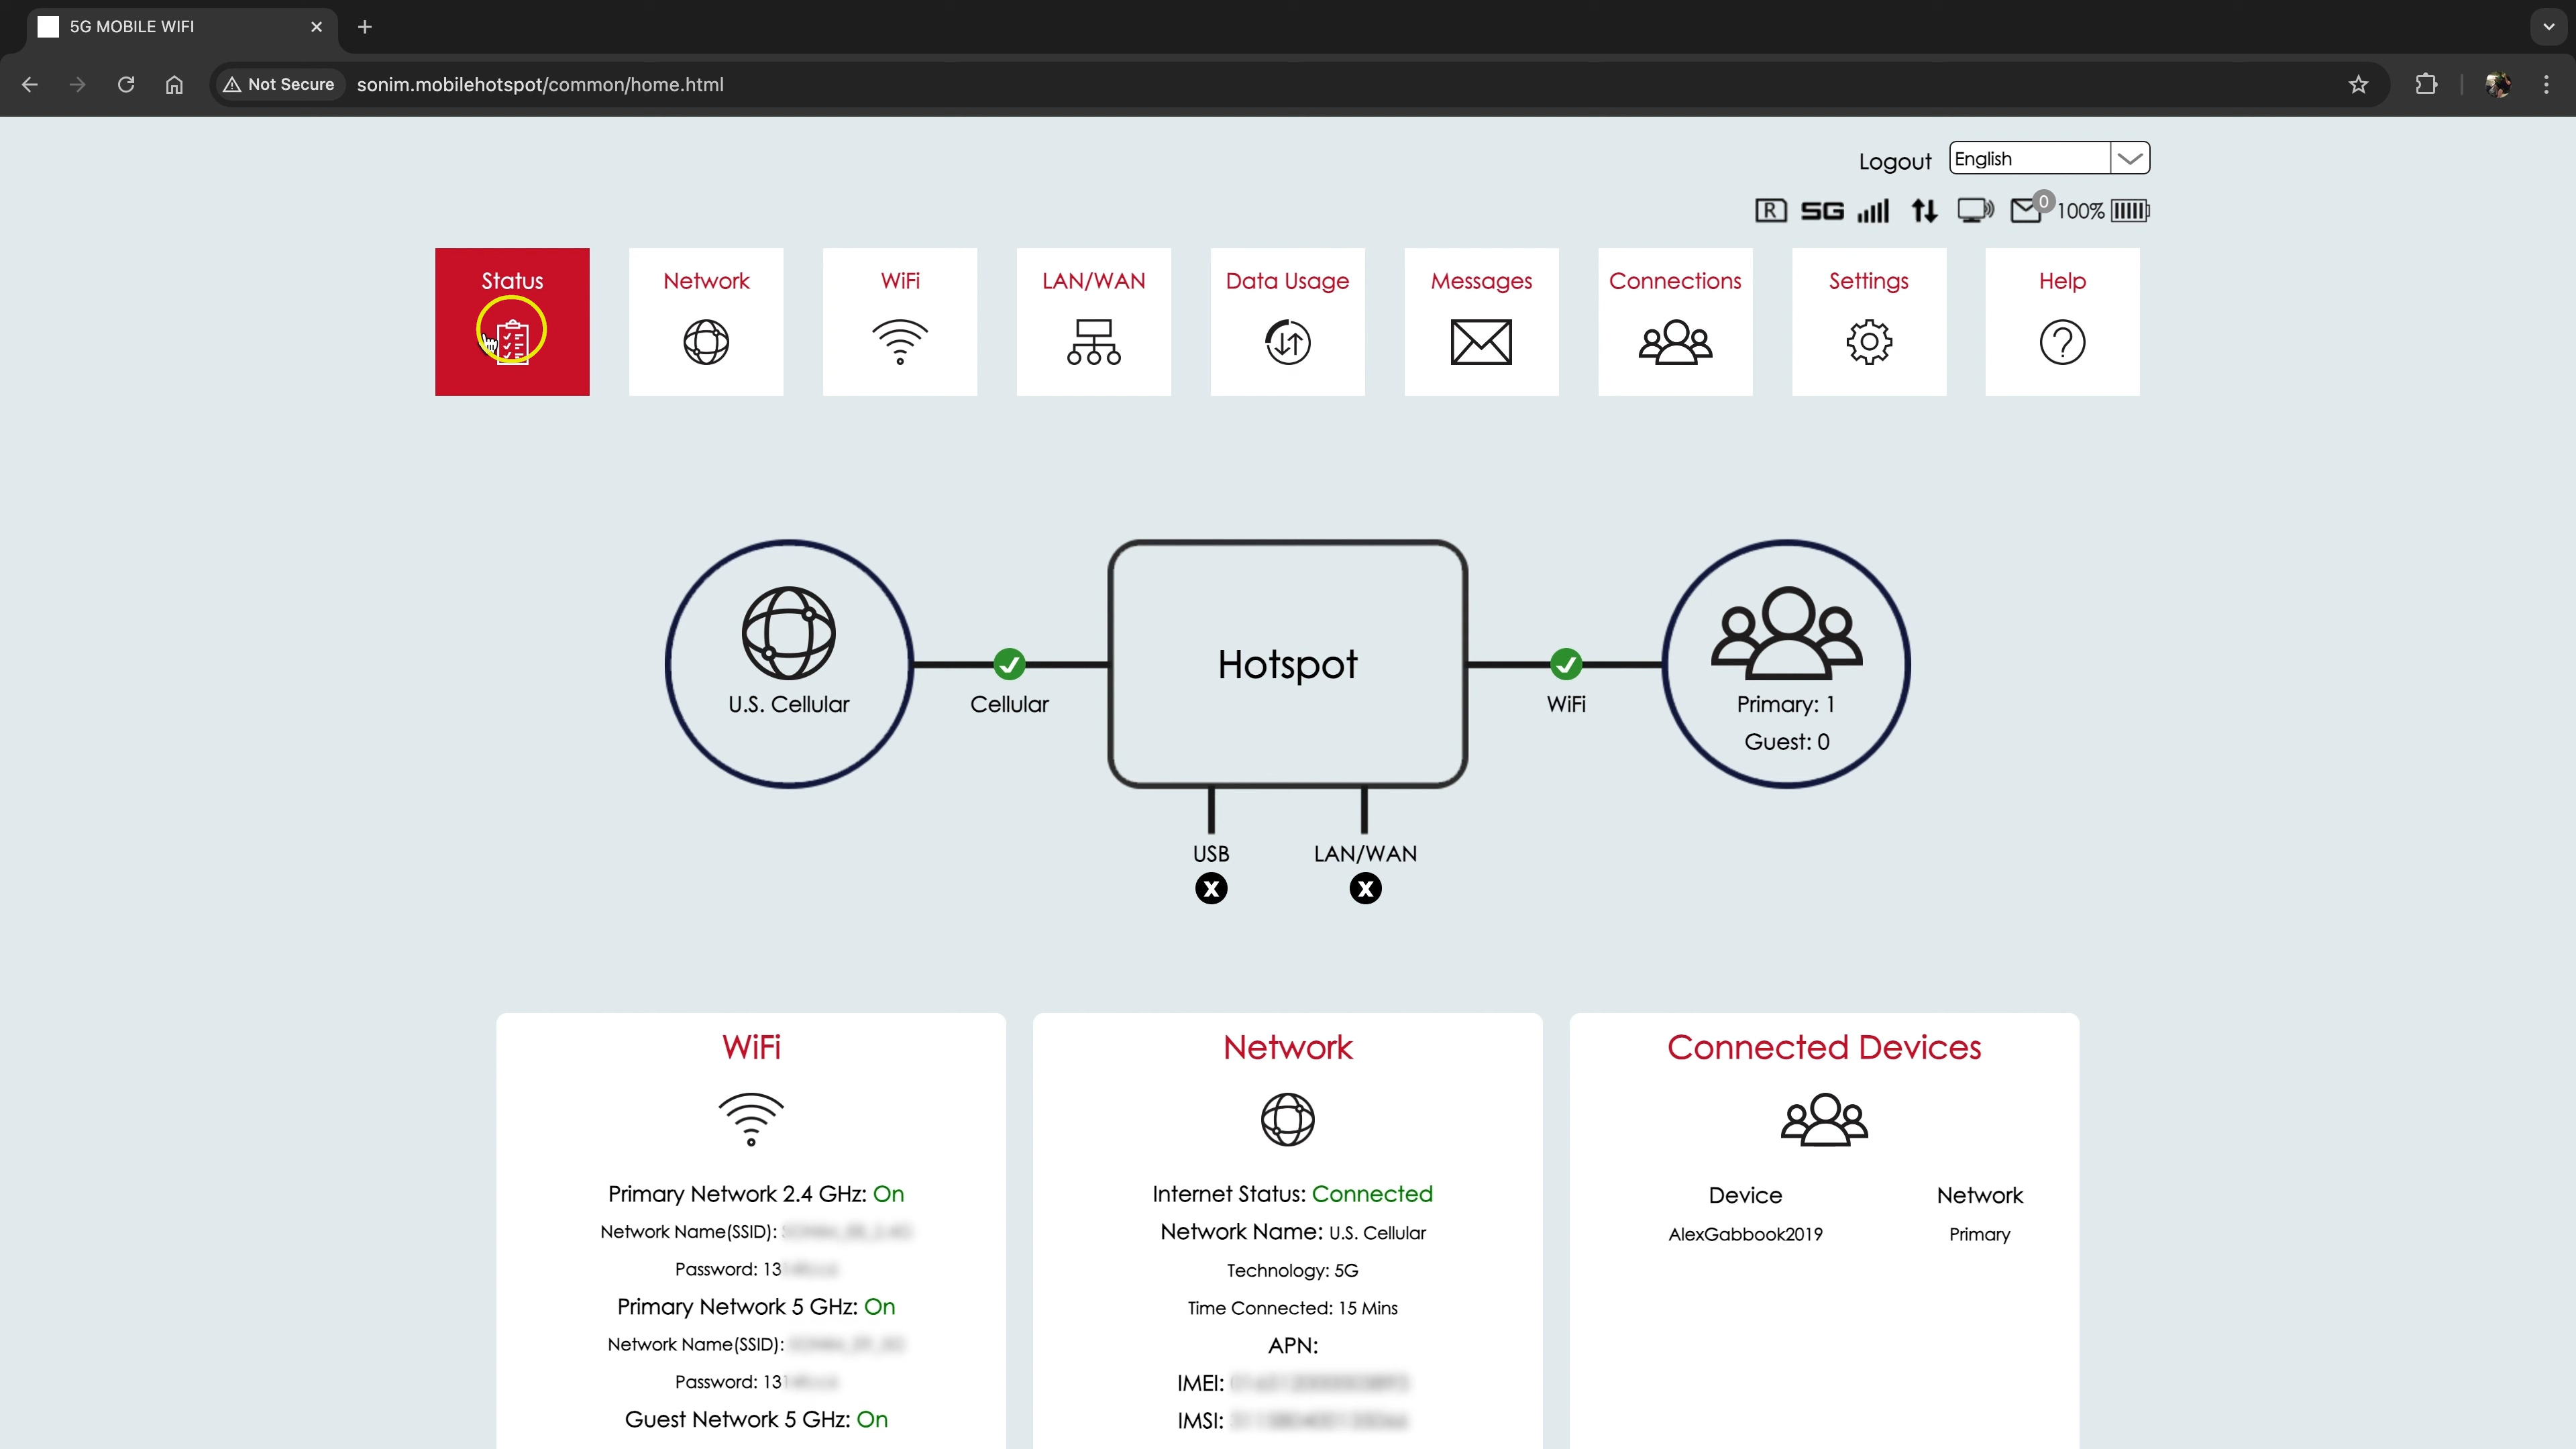 5G MOBILE WIFI
Not Secure sonim.mobilehotspot/common/home.html
Logout English
R 5G 0 100%
Status Network WiFi LAN/WAN Data Usage Messages Connections Settings Help
U.S. Cellular
Cellular
Hotspot
WiFi
Primary: 1
Guest: 0
USB
LAN/WAN
X X
WiFi
Primary Network 2.4 GHz: On
Network Name(SSID):
Password: 13
Primary Network 5 GHz: On
Network Name(SSID):
Password: 131
Guest Network 5 GHz: On
Network
Internet Status: Connected
Network Name: U.S. Cellular
Technology: 5G
Time Connected: 15 Mins
APN:
IMEI:
IMSI:
Connected Devices
Device Network
AlexGabbook2019 Primary